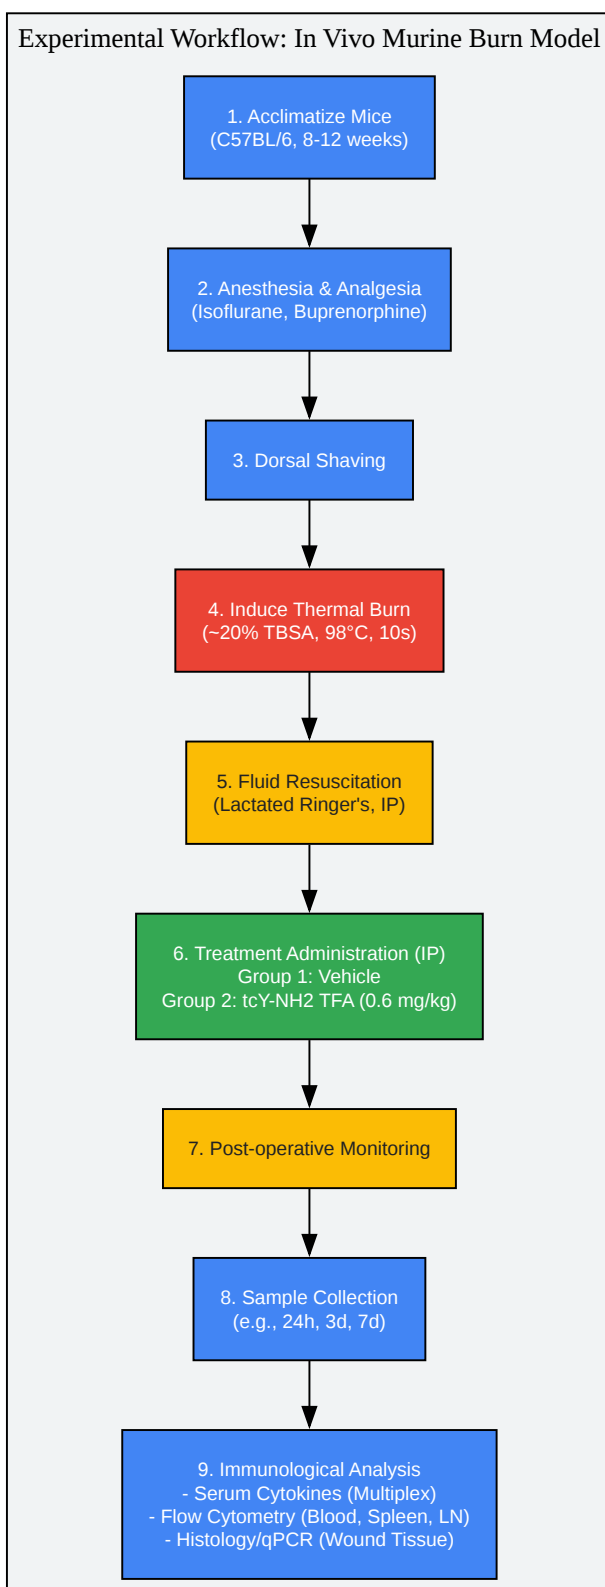 Experimental Workflow: In Vivo Murine Burn Model
1. Acclimatize Mice
(C57BL/6, 8-12 weeks)
2. Anesthesia & Analgesia
(Isoflurane, Buprenorphine)
3. Dorsal Shaving
4. Induce Thermal Burn
(~20% TBSA, 98°C, 10s)
5. Fluid Resuscitation
(Lactated Ringer's, IP)
6. Treatment Administration (IP)
Group 1: Vehicle
Group 2: tcY-NH2 TFA (0.6 mg/kg)
7. Post-operative Monitoring
8. Sample Collection
(e.g., 24h, 3d, 7d)
9. Immunological Analysis
- Serum Cytokines (Multiplex)
- Flow Cytometry (Blood, Spleen, LN)
- Histology/qPCR (Wound Tissue)